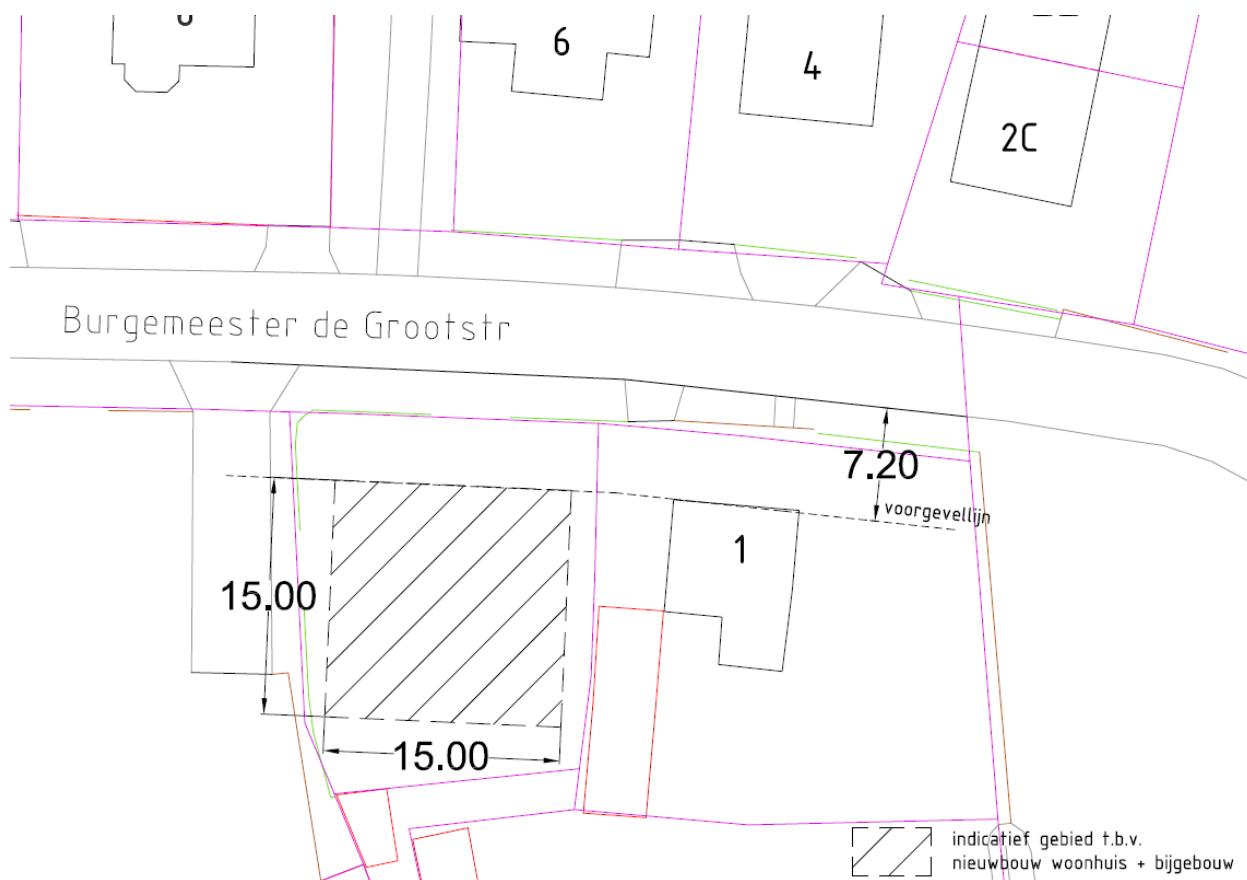 6
4
2C
Burgemeester de Grootstr
7.20
voorgevellijn
1
15.00
15.00
indicatief gebied t.b.v.
nieuwbouw woonhuis + bijgebouw